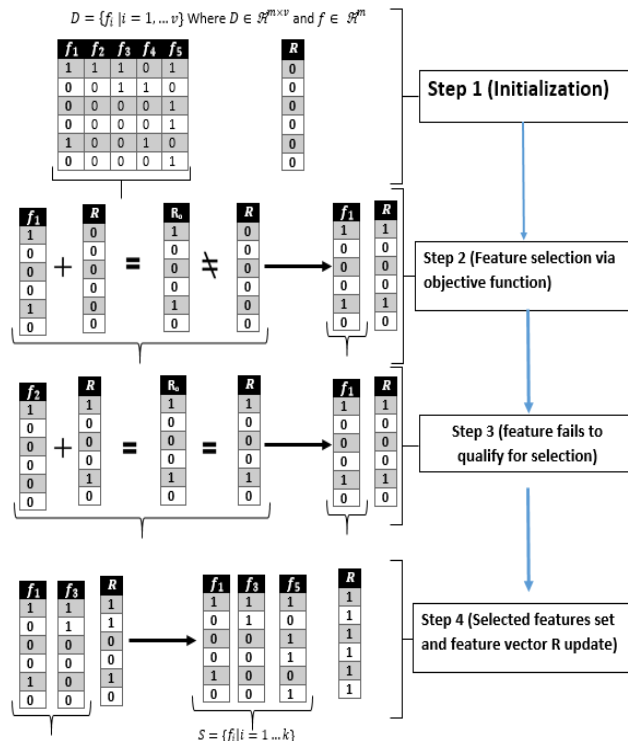 D = {fᵢ |i = 1, … v} Where D ∈ ℜ^{m×v} and f ∈ ℜ^m
f₁ f₂ f₃ f₄ f₅ R
1 1 1 0 1 0
0 0 1 1 0 0
0 0 0 0 1 0
0 0 0 0 1 0
1 0 0 1 0 0
0 0 0 0 1 0
Step 1 (Initialization)
f₁ R R₀ R f₁ R
1 0 1 0 1 1
0 0 0 0 0 0
0 + 0 = 0 ≠ 0 0 0
0 0 0 0 0 0
1 0 1 0 1 1
0 0 0 0 0 0
Step 2 (Feature selection via
objective function)
f₂ R R₀ R f₁ R
1 1 1 1 1 1
0 0 0 0 0 0
0 + 0 = 0 = 0 0 0
0 0 0 0 0 0
0 1 1 1 1 1
0 0 0 0 0 0
Step 3 (feature fails to
qualify for selection)
f₁ f₃ R f₁ f₃ f₅ R
1 1 1 1 1 1 1
0 1 1 0 1 0 1
0 0 0 0 0 1 1
0 0 0 0 0 1 1
1 0 1 1 0 0 1
0 0 0 0 0 1 1
Step 4 (Selected features set
and feature vector R update)
S = {fᵢ|i = 1 … k}